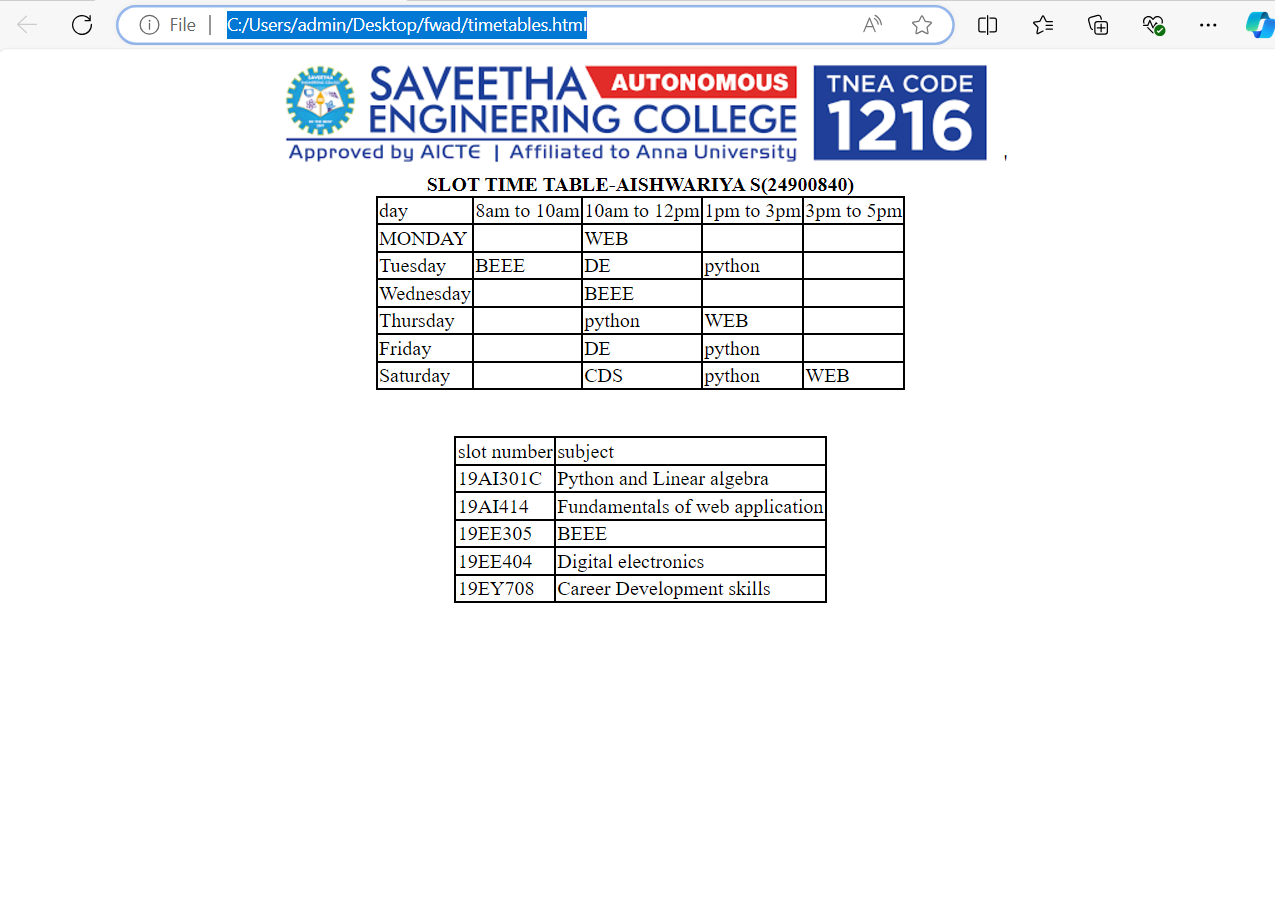 File | C:/Users/admin/Desktop/fwad/timetables.html
SAVEETHA AUTONOMOUS
ENGINEERING COLLEGE
Approved by AICTE | Affiliated to Anna University
TNEA CODE
1216
'
SLOT TIME TABLE-AISHWARIYA S(24900840)
day 8am to 10am 10am to 12pm 1pm to 3pm 3pm to 5pm
MONDAY WEB
Tuesday BEEE DE python
Wednesday BEEE
Thursday python WEB
Friday DE python
Saturday CDS python WEB
slot number subject
19AI301C Python and Linear algebra
19AI414 Fundamentals of web application
19EE305 BEEE
19EE404 Digital electronics
19EY708 Career Development skills